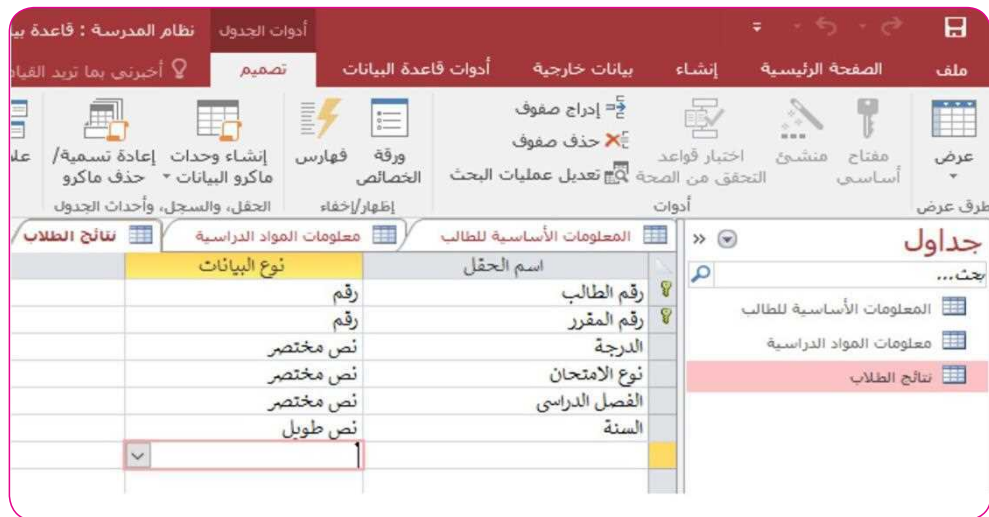 أدوات الجدول نظام المدرسة : قاعدة بيا
ملف الصفحة الرئيسية إنشاء بيانات خارجية أدوات قاعدة البيانات تصميم أخبرني بما تريد القياد
عرض
مفتاح أساسي
منشئ
اختبار قواعد التحقق من الصحة
إدراج صفوف
حذف صفوف
تعديل عمليات البحث
ورقة الخصائص
فهارس
إنشاء وحدات ماكرو البيانات
إعادة تسمية/ حذف ماكرو
علا
طرق عرض أدوات إظهار/إخفاء الحقل، والسجل، وأحداث الجدول
جداول
بحث...
المعلومات الأساسية للطالب
معلومات المواد الدراسية
نتائج الطلاب
المعلومات الأساسية للطالب معلومات المواد الدراسية نتائج الطلاب
اسم الحقل نوع البيانات
رقم الطالب رقم
رقم المقرر رقم
الدرجة نص مختصر
نوع الامتحان نص مختصر
الفصل الدراسي نص مختصر
السنة نص طويل